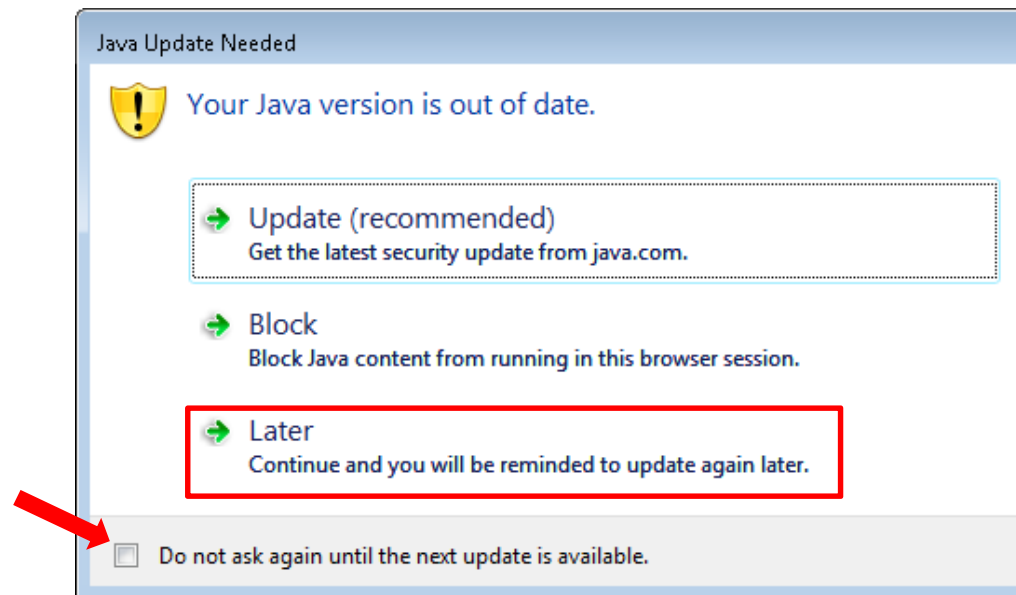 Java Update Needed
Your Java version is out of date.
Update (recommended)
Get the latest security update from java.com.
Block
Block Java content from running in this browser session.
Later
Continue and you will be reminded to update again later.
Do not ask again until the next update is available.